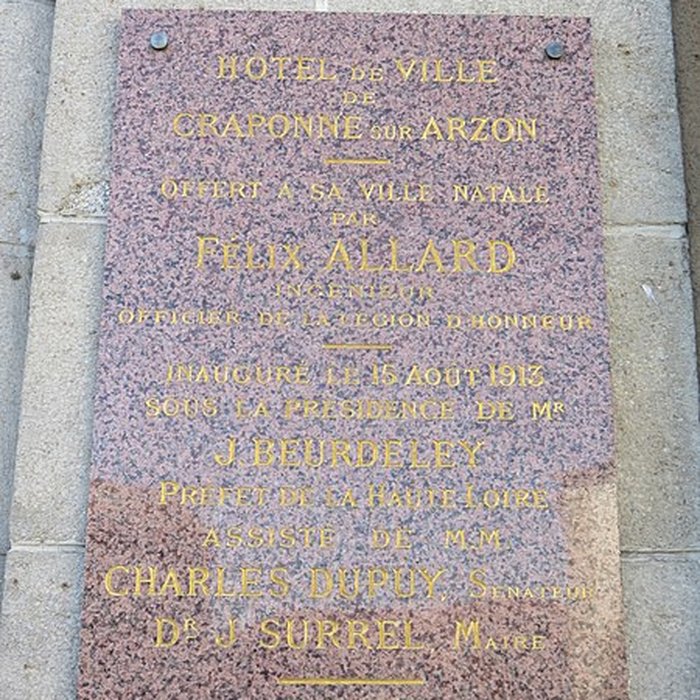 HÔTEL DE VILLE
DE
CRAPONNE SUR ARZON
OFFERT A SA VILLE NATALE
PAR
FÉLIX ALLARD
INGÉNIEUR
OFFICIER DE LA LÉGION D'HONNEUR
INAUGURÉ LE 15 AOÛT 1913
SOUS LA PRÉSIDENCE DE MR
J. BEURDELEY
PRÉFET DE LA HAUTE LOIRE
ASSISTÉ DE M.M.
CHARLES DUPUY, SÉNATEUR
DR J. SURREL, MAIRE